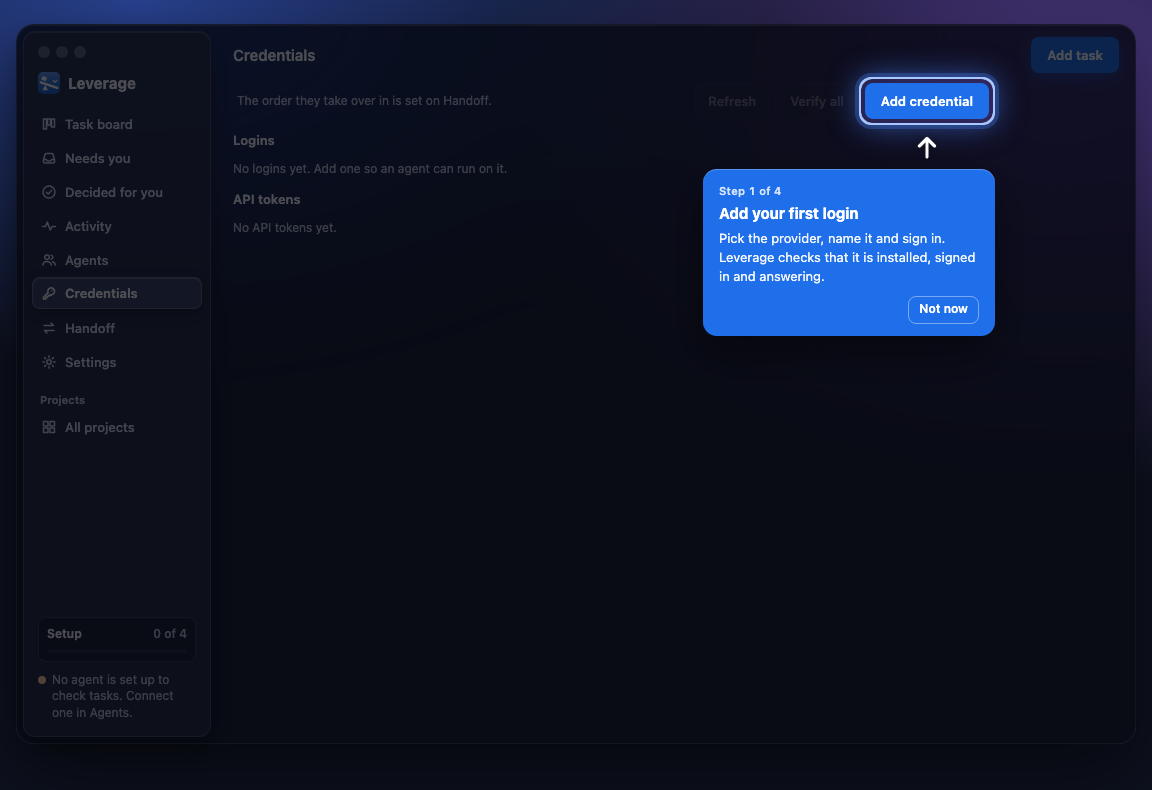 Leverage
Task board
Needs you
Decided for you
Activity
Agents
Credentials
Handoff
Settings
Projects
All projects
Setup
0 of 4
No agent is set up to
check tasks. Connect
one in Agents.
Credentials
Add task
The order they take over in is set on Handoff.
Refresh
Verify all
Add credential
Logins
No logins yet. Add one so an agent can run on it.
API tokens
No API tokens yet.
Step 1 of 4
Add your first login
Pick the provider, name it and sign in.
Leverage checks that it is installed, signed
in and answering.
Not now